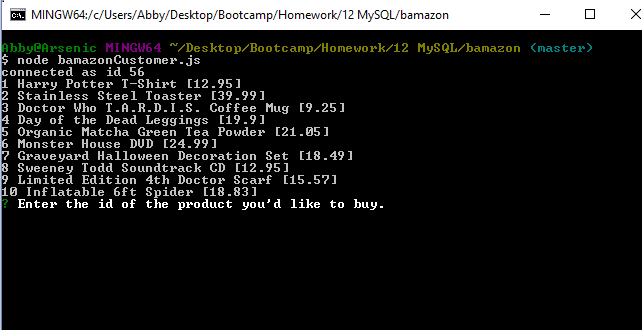 MINGW64:/c/Users/Abby/Desktop/Bootcamp/Homework/12 MySQL/bamazon
Abby@Arsenic MINGW64 ~/Desktop/Bootcamp/Homework/12 MySQL/bamazon (master)
$ node bamazonCustomer.js
connected as id 56
1 Harry Potter T-Shirt [12.95]
2 Stainless Steel Toaster [39.99]
3 Doctor Who T.A.R.D.I.S. Coffee Mug [9.25]
4 Day of the Dead Leggings [19.9]
5 Organic Matcha Green Tea Powder [21.05]
6 Monster House DVD [24.99]
7 Graveyard Halloween Decoration Set [18.49]
8 Sweeney Todd Soundtrack CD [12.95]
9 Limited Edition 4th Doctor Scarf [15.57]
10 Inflatable 6ft Spider [18.83]
? Enter the id of the product you'd like to buy.